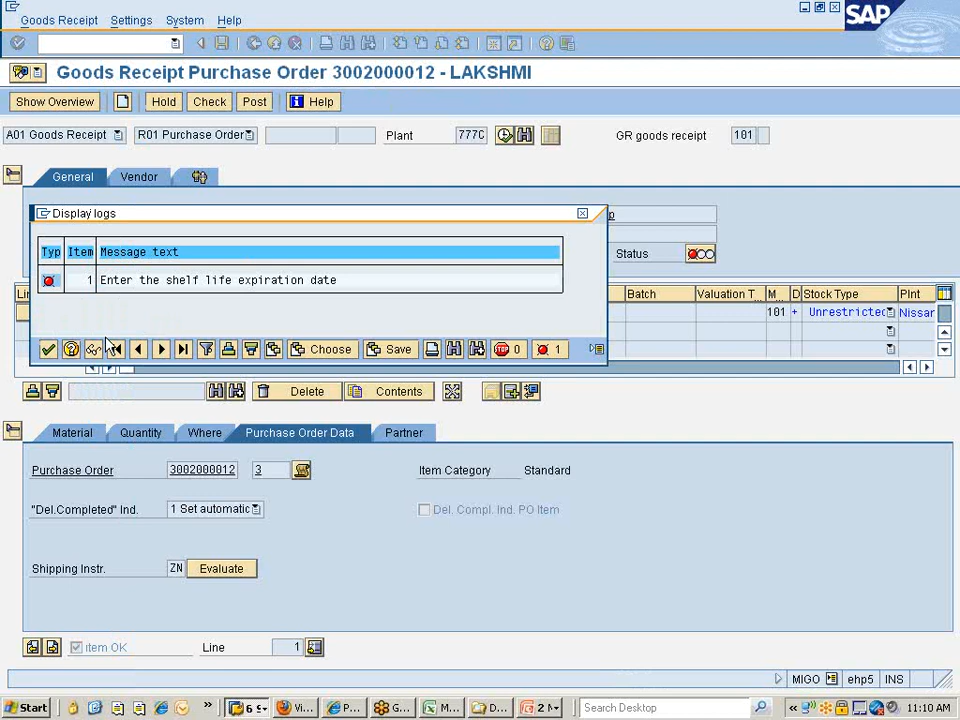 Goods Receipt Settings System Help
SAP
Goods Receipt Purchase Order 3002000012 - LAKSHMI
Show Overview Hold Check Post Help
A01 Goods Receipt R01 Purchase Order Plant 777C GR goods receipt 101
General Vendor
Display logs
Status
Typ Item Message text
1 Enter the shelf life expiration date
Batch Valuation T... M... D Stock Type Plnt
101 + Unrestricted Nissar
Choose Save 0 1
Delete Contents
Material Quantity Where Purchase Order Data Partner
Purchase Order 3002000012 3 Item Category Standard
"Del.Completed" Ind. 1 Set automatic Del. Compl. Ind. PO Item
Shipping Instr. ZN Evaluate
item OK Line 1
MIGO ehp5 INS
Start » 6 S Vi... P... G... M... D... 2 M Search Desktop « 11:10 AM